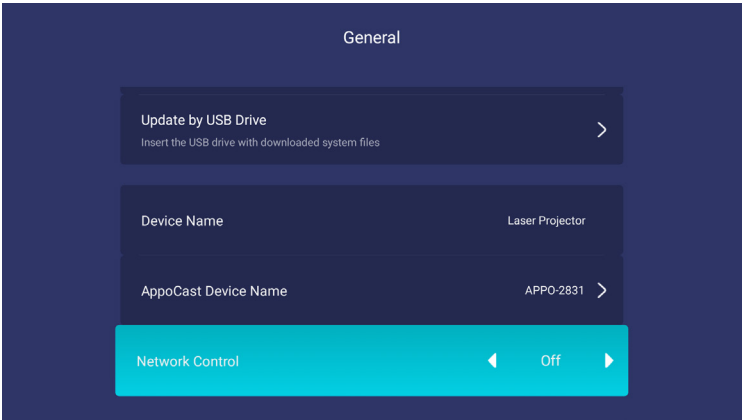 General
Update by USB Drive
Insert the USB drive with downloaded system files
Device Name
Laser Projector
AppoCast Device Name
APPO-2831
Network Control
Off